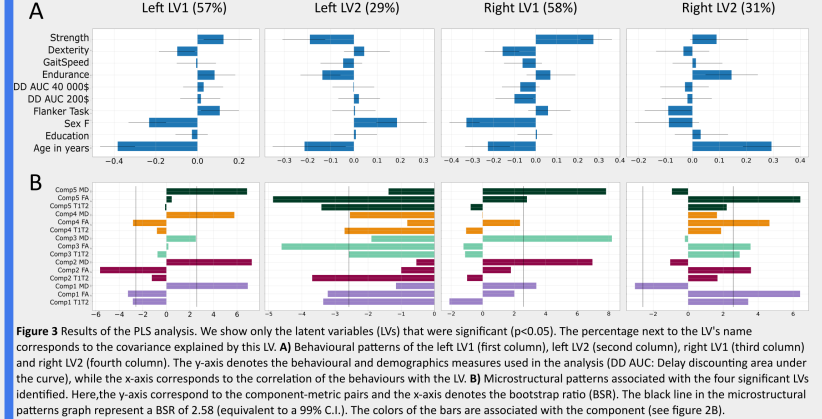 A
Left LV1 (57%)
Left LV2 (29%)
Right LV1 (58%)
Right LV2 (31%)
Strength
Dexterity
GaitSpeed
Endurance
DD AUC 40 000$
DD AUC 200$
Flanker Task
Sex F
Education
Age in years
−0.4 −0.2 0.0 0.2
−0.3 −0.2 −0.1 0.0 0.1 0.2 0.3
−0.4 −0.3 −0.2 −0.1 0.0 0.1 0.2 0.3 0.4
−0.2 −0.1 0.0 0.1 0.2 0.3 0.4
B
Comp5 MD
Comp5 FA
Comp5 T1T2
Comp4 MD
Comp4 FA
Comp4 T1T2
Comp3 MD
Comp3 FA
Comp3 T1T2
Comp2 MD
Comp2 FA
Comp2 T1T2
Comp1 MD
Comp1 FA
Comp1 T1T2
−6 −4 −2 0 2 4 6
−5 −4 −3 −2 −1 0
−2 0 2 4 6 8
−2 0 2 4 6
Figure 3 Results of the PLS analysis. We show only the latent variables (LVs) that were significant (p<0.05). The percentage next to the LV's name
corresponds to the covariance explained by this LV. A) Behavioural patterns of the left LV1 (first column), left LV2 (second column), right LV1 (third column)
and right LV2 (fourth column). The y-axis denotes the behavioural and demographics measures used in the analysis (DD AUC: Delay discounting area under
the curve), while the x-axis corresponds to the correlation of the behaviours with the LV. B) Microstructural patterns associated with the four significant LVs
identified. Here,the y-axis correspond to the component-metric pairs and the x-axis denotes the bootstrap ratio (BSR). The black line in the microstructural
patterns graph represent a BSR of 2.58 (equivalent to a 99% C.I.). The colors of the bars are associated with the component (see figure 2B).